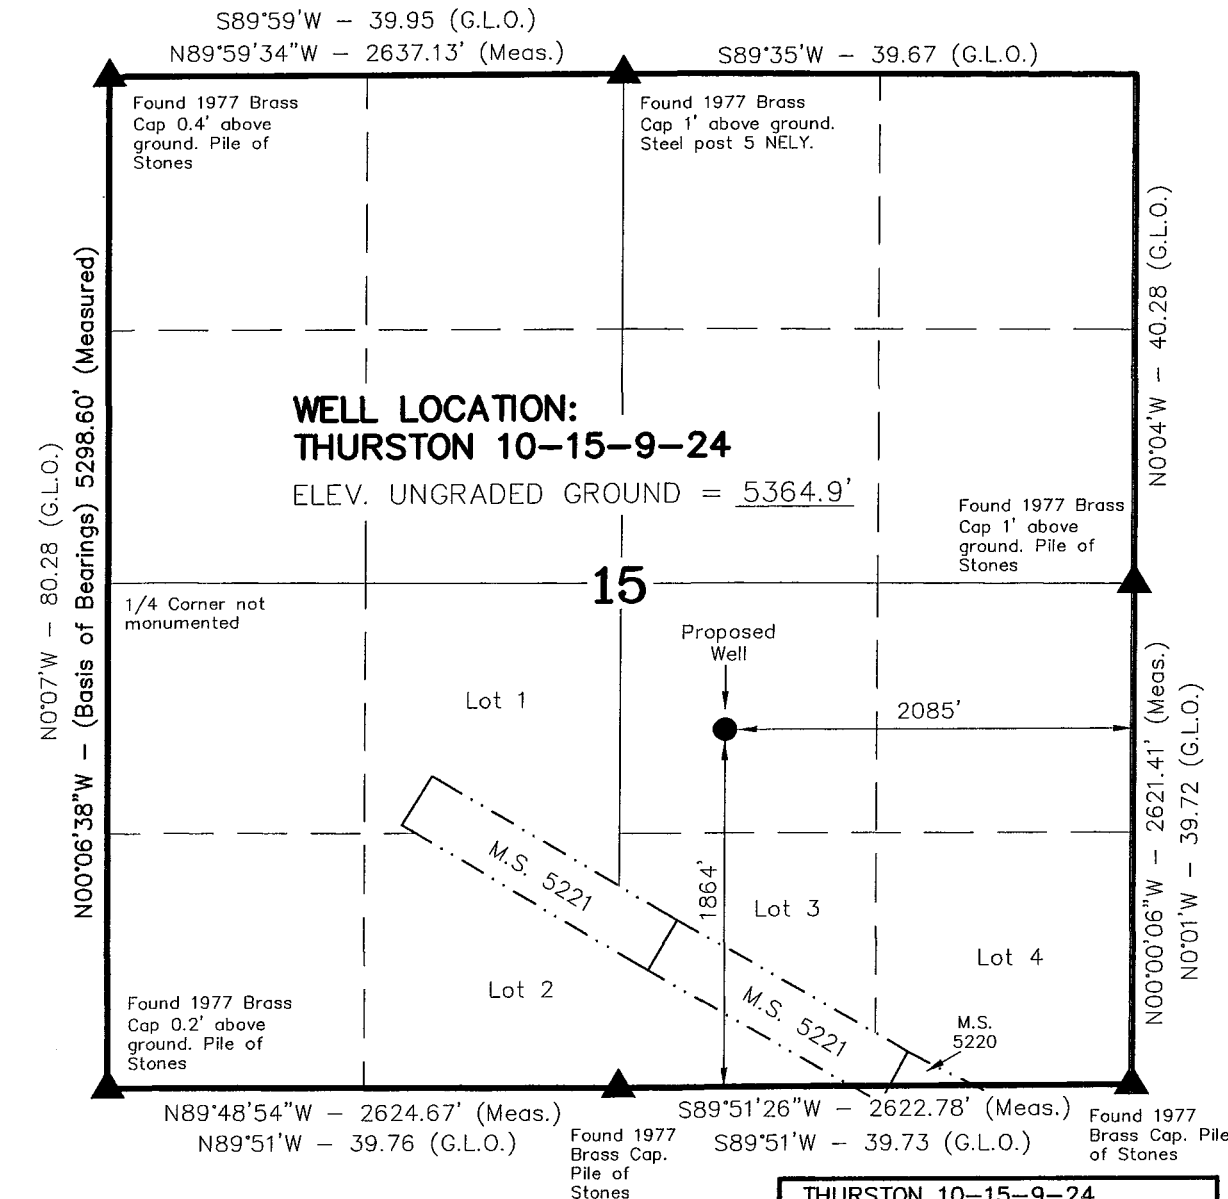 S89°59'W – 39.95 (G.L.O.)
N89°59'34"W – 2637.13' (Meas.)
S89°35'W – 39.67 (G.L.O.)
Found 1977 Brass
Cap 0.4' above
ground. Pile of
Stones
Found 1977 Brass
Cap 1' above ground.
Steel post 5 NELY.
N0°04'W – 40.28 (G.L.O.)
N0°07'W – 80.28 (G.L.O.)
N00°06'38"W – (Basis of Bearings) 5298.60' (Measured)
WELL LOCATION:
THURSTON 10–15–9–24
ELEV. UNGRADED GROUND = 5364.9'
Found 1977 Brass
Cap 1' above
ground. Pile of
Stones
15
1/4 Corner not
monumented
Proposed
Well
Lot 1
2085'
N00°00'06"W – 2621.41' (Meas.)
N0°01'W – 39.72 (G.L.O.)
M.S. 5221
1864'
Lot 3
Lot 4
Lot 2
M.S. 5221
M.S.
5220
Found 1977 Brass
Cap 0.2' above
ground. Pile of
Stones
N89°48'54"W – 2624.67' (Meas.)
N89°51'W – 39.76 (G.L.O.)
Found 1977
Brass Cap.
Pile of
Stones
S89°51'26"W – 2622.78' (Meas.)
S89°51'W – 39.73 (G.L.O.)
Found 1977
Brass Cap. Pile
of Stones
THURSTON 10–15–9–24